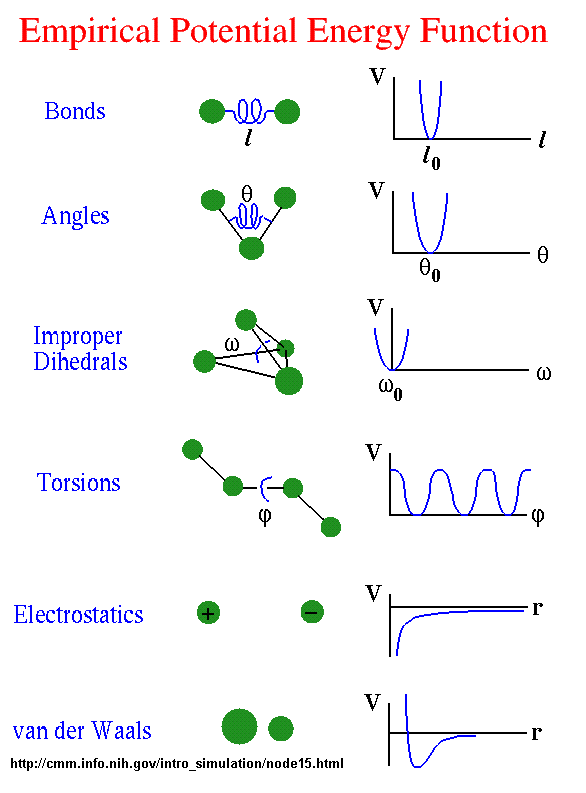 Empirical Potential Energy Function
Bonds
l
V
l
l0
Angles
θ
V
θ
θ0
Improper
Dihedrals
ω
V
ω
ω0
Torsions
φ
V
φ
Electrostatics
+ −
V
r
van der Waals
V
r
http://cmm.info.nih.gov/intro_simulation/node15.html